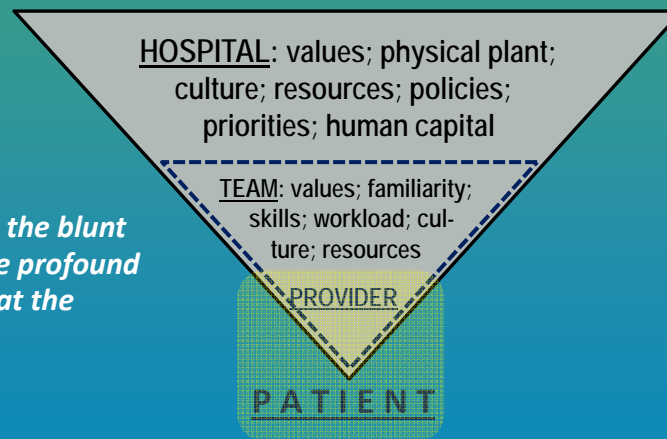 HOSPITAL: values; physical plant;
culture; resources; policies;
priorities; human capital
TEAM: values; familiarity;
skills; workload; cul-
ture; resources
the blunt
e profound
at the
PROVIDER
PATIENT